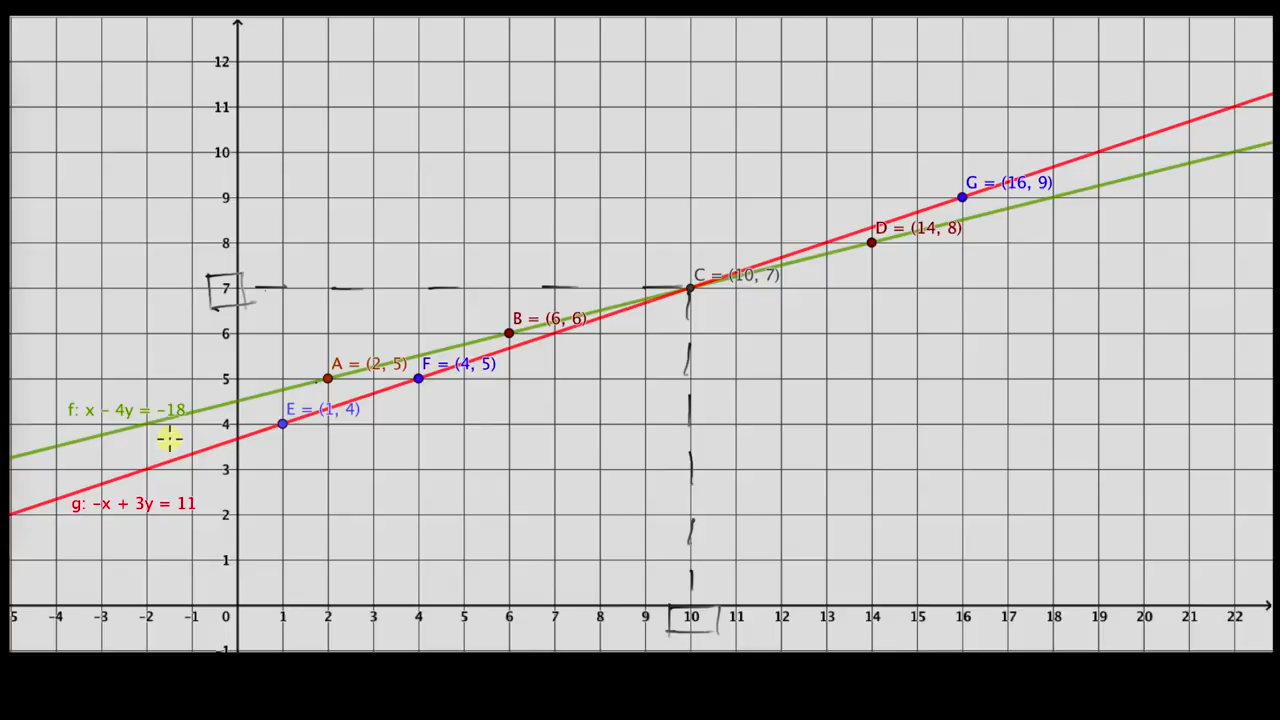 12
11
10
9
G = (16, 9)
8
D = (14, 8)
7
C = (10, 7)
6
B = (6, 6)
5
A = (2, 5)
F = (4, 5)
f: x – 4y = –18
4
E = (1, 4)
3
g: –x + 3y = 11
2
1
5 –4 –3 –2 –1 0 1 2 3 4 5 6 7 8 9 10 11 12 13 14 15 16 17 18 19 20 21 22
–1